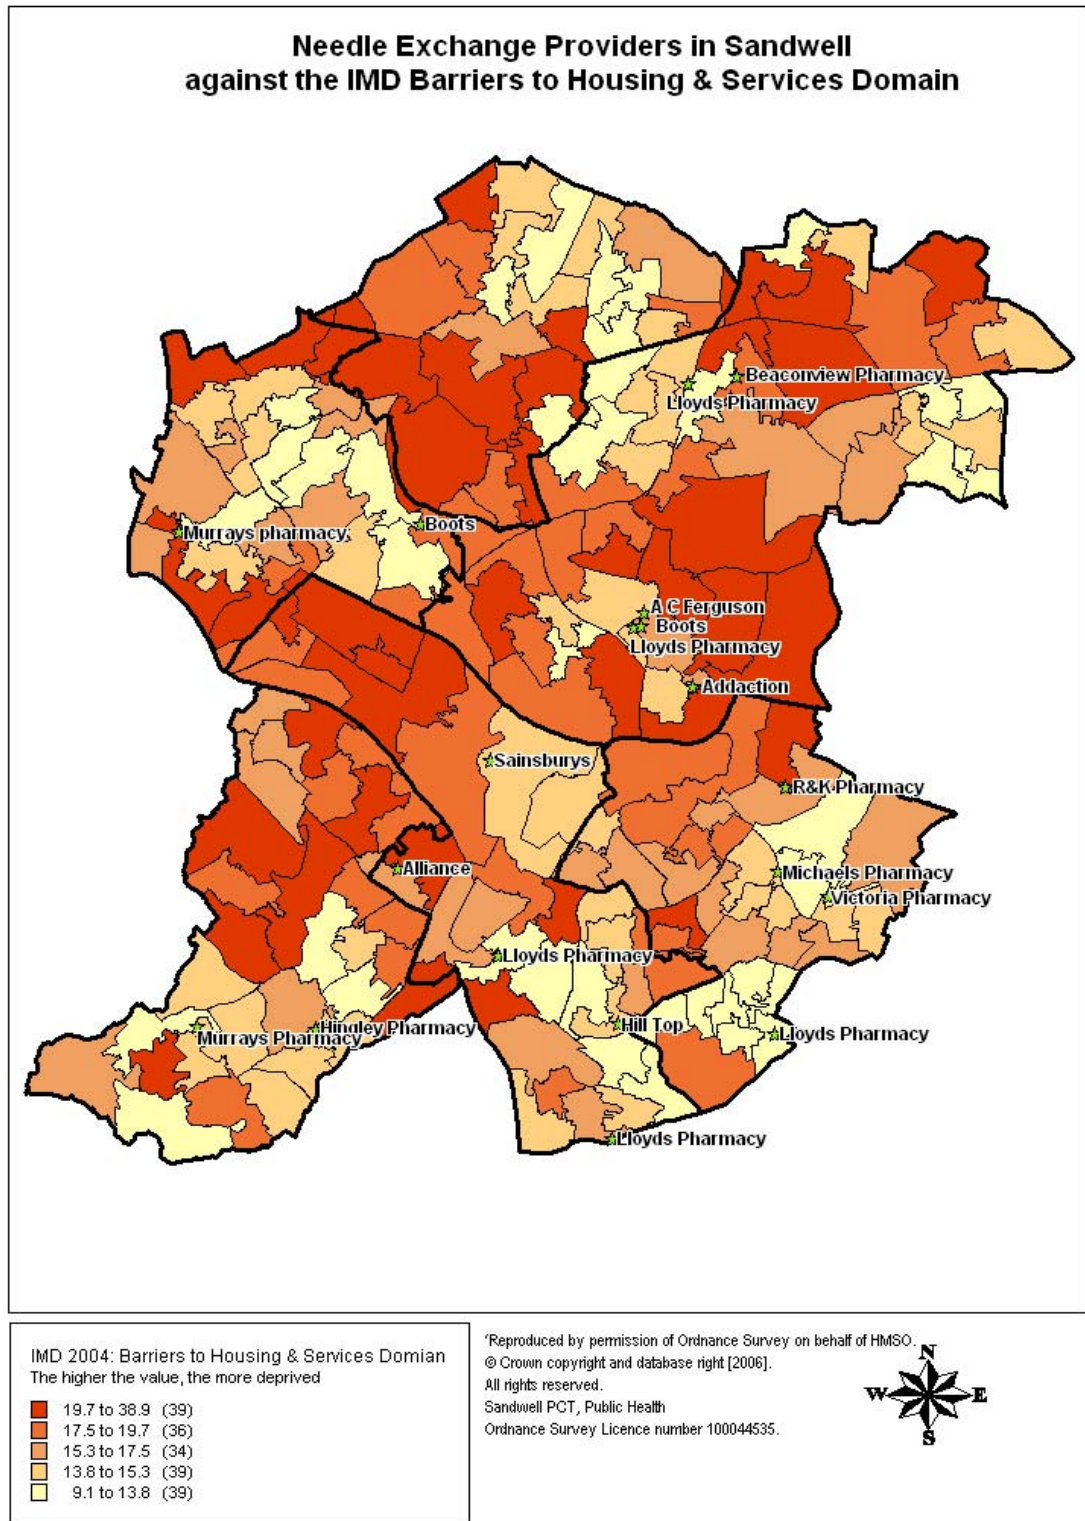 Needle Exchange Providers in Sandwell
against the IMD Barriers to Housing & Services Domain
Beaconview Pharmacy
Lloyds Pharmacy
Boots
Murrays pharmacy
A C Ferguson
Boots
Lloyds Pharmacy
Addaction
Sainsburys
R&K Pharmacy
Alliance
Michaels Pharmacy
Victoria Pharmacy
Lloyds Pharmacy
Hill Top
Hingley Pharmacy
Murrays Pharmacy
Lloyds Pharmacy
Lloyds Pharmacy
IMD 2004: Barriers to Housing & Services Domian
The higher the value, the more deprived
19.7 to 38.9 (39)
17.5 to 19.7 (36)
15.3 to 17.5 (34)
13.8 to 15.3 (39)
9.1 to 13.8 (39)
'Reproduced by permission of Ordnance Survey on behalf of HMSO.
© Crown copyright and database right [2006].
All rights reserved.
Sandwell PCT, Public Health
Ordnance Survey Licence number 100044535.
N
W E
S